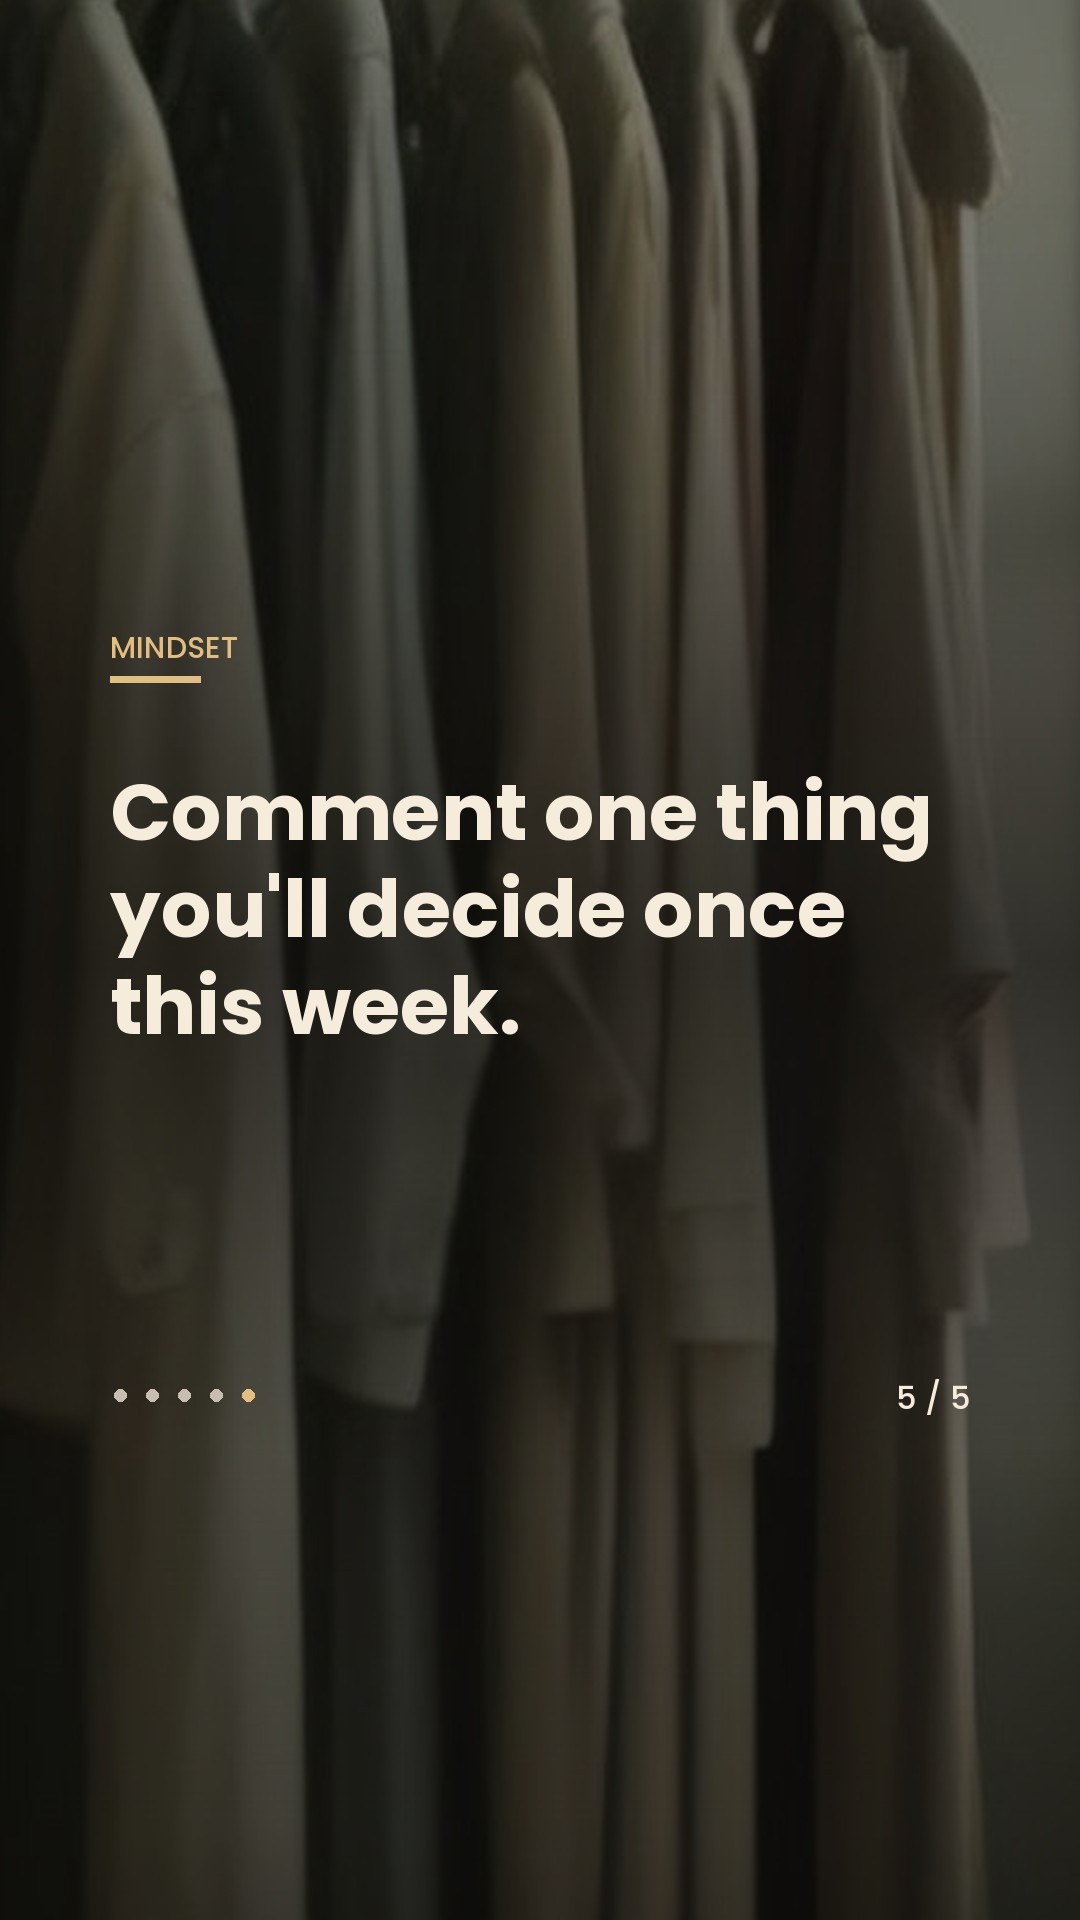 MINDSET
Comment one thing
you'll decide once
this week.
5 / 5